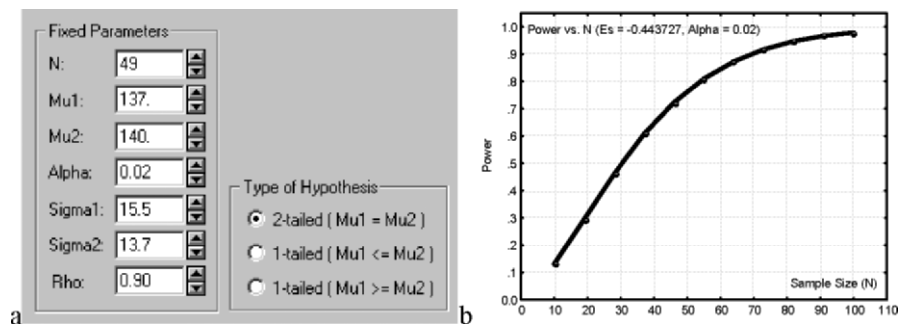 Fixed Parameters
N: 49
Mu1: 137.
Mu2: 140.
Alpha: 0.02
Sigma1: 15.5
Sigma2: 13.7
Rho: 0.90
Type of Hypothesis
2-tailed ( Mu1 = Mu2 )
1-tailed ( Mu1 <= Mu2 )
1-tailed ( Mu1 >= Mu2 )
a
Power vs. N (Es = -0.443727, Alpha = 0.02)
1.0
.9
.8
.7
.6
.5
.4
.3
.2
.1
0.0
Power
Sample Size (N)
0 10 20 30 40 50 60 70 80 90 100 110
b